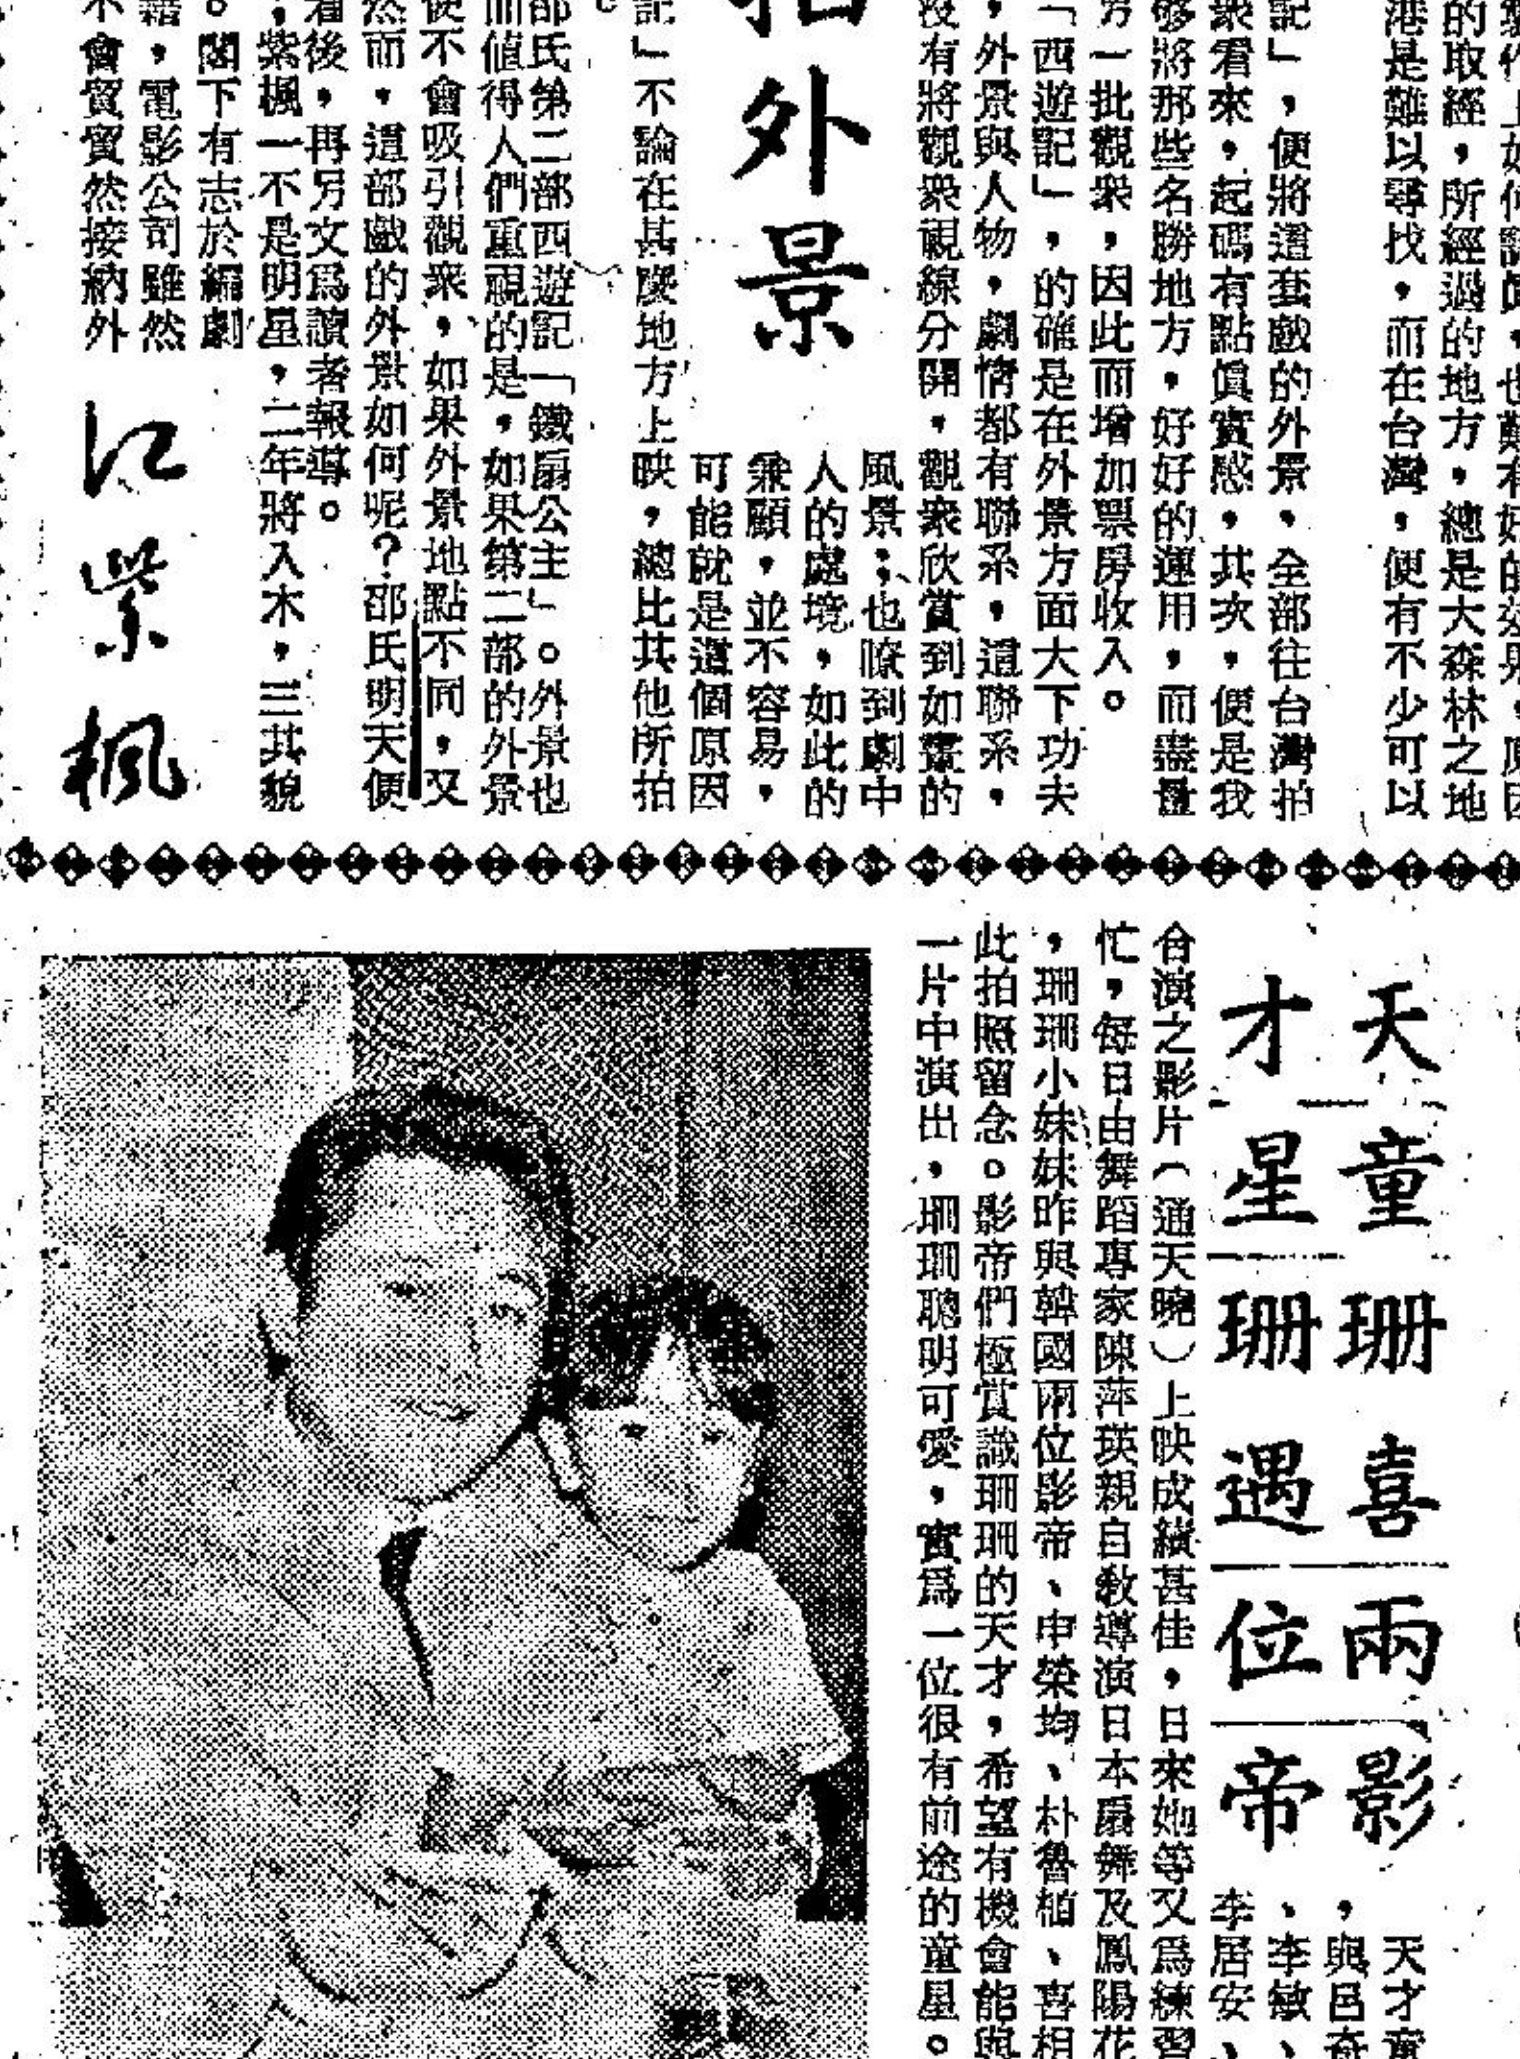 的取經，所經過的地方，總是大森林之地
港是難以尋找，而在台灣，便有不少可以
記」，便將這套戲的外景，全部往台灣拍
衆看來，起碼有點眞實感，其次，便是我
够將那些名勝地方，好好的運用，而盡量
另一批觀衆，因此而增加票房收入。
「西遊記」，的確是在外景方面大下功夫
，外景與人物，劇情都有聯系，這聯系，
沒有將觀衆視線分開，觀衆欣賞到如畫的
風景；也瞭到劇中
人的處境，如此的
兼顧，並不容易，
可能就是這個原因
拍外景
記」不論在甚麽地方上映，總比其他所拍
。
邵氏第二部西遊記「鐵扇公主」。外景也
而値得人們重視的是，如果第二部的外景
便不會吸引觀衆，如果外景地點不同，又
然而，這部戲的外景如何呢？邵氏明天便
看後，再另文爲讀者報導。
；紫楓一不是明星，二年將入木，三其貌
。閣下有志於編劇
籍，電影公司雖然
不會貿貿然接納外
江紫楓
天才童星珊珊喜遇兩位影帝
天才童
，與呂奇
、李敏、
李居安、
合演之影片（通天曉）上映成績甚佳，日來她等又爲練習
忙，每日由舞蹈專家陳萍瑛親自敎導演日本扇舞及鳳陽花
，珊珊小妹妹昨與韓國兩位影帝、申榮均、朴魯植、喜相
此拍照留念。影帝們極賞識珊珊的天才，希望有機會能與
一片中演出，珊珊聰明可愛，實爲一位很有前途的童星。